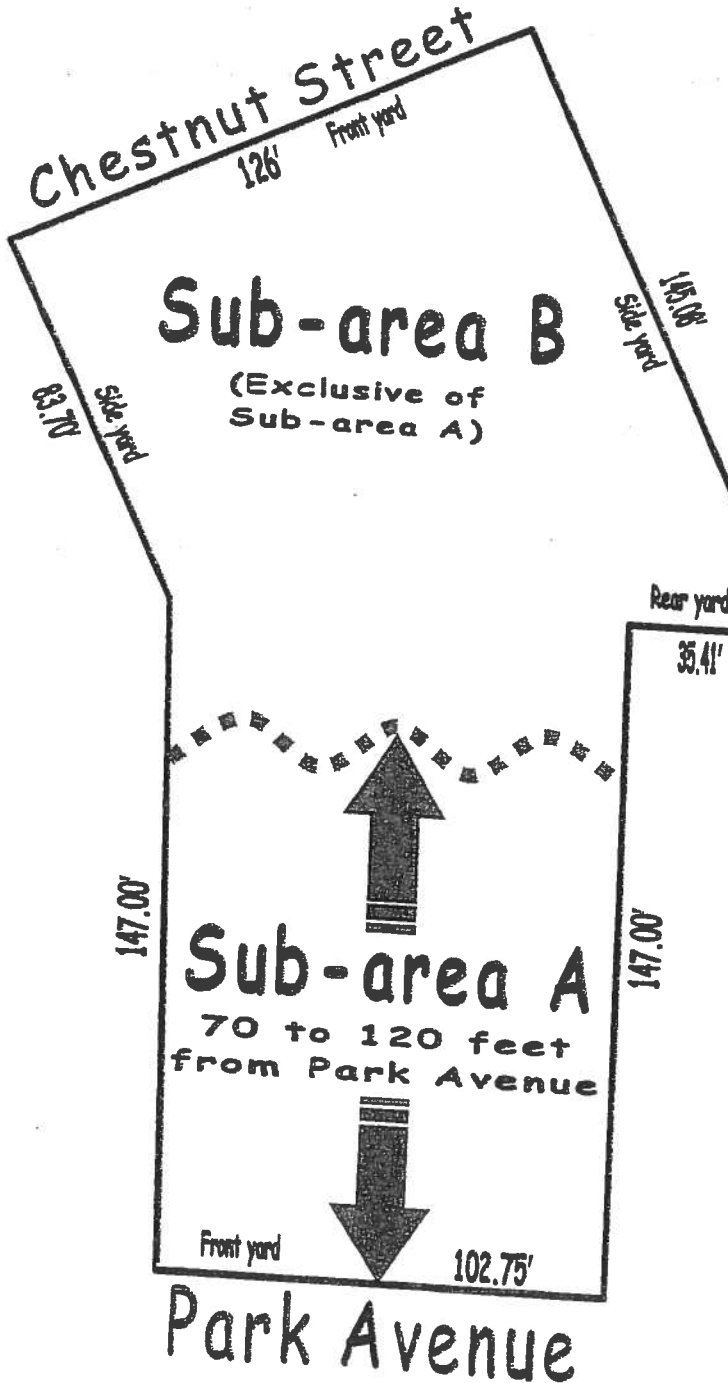 Chestnut Street
126'
Front yard
Sub-area B
(Exclusive of
Sub-area A)
83.70'
Side yard
145.08'
Side yard
Rear yard
35.41'
147.00'
147.00'
Sub-area A
70 to 120 feet
from Park Avenue
Front yard
102.75'
Park Avenue